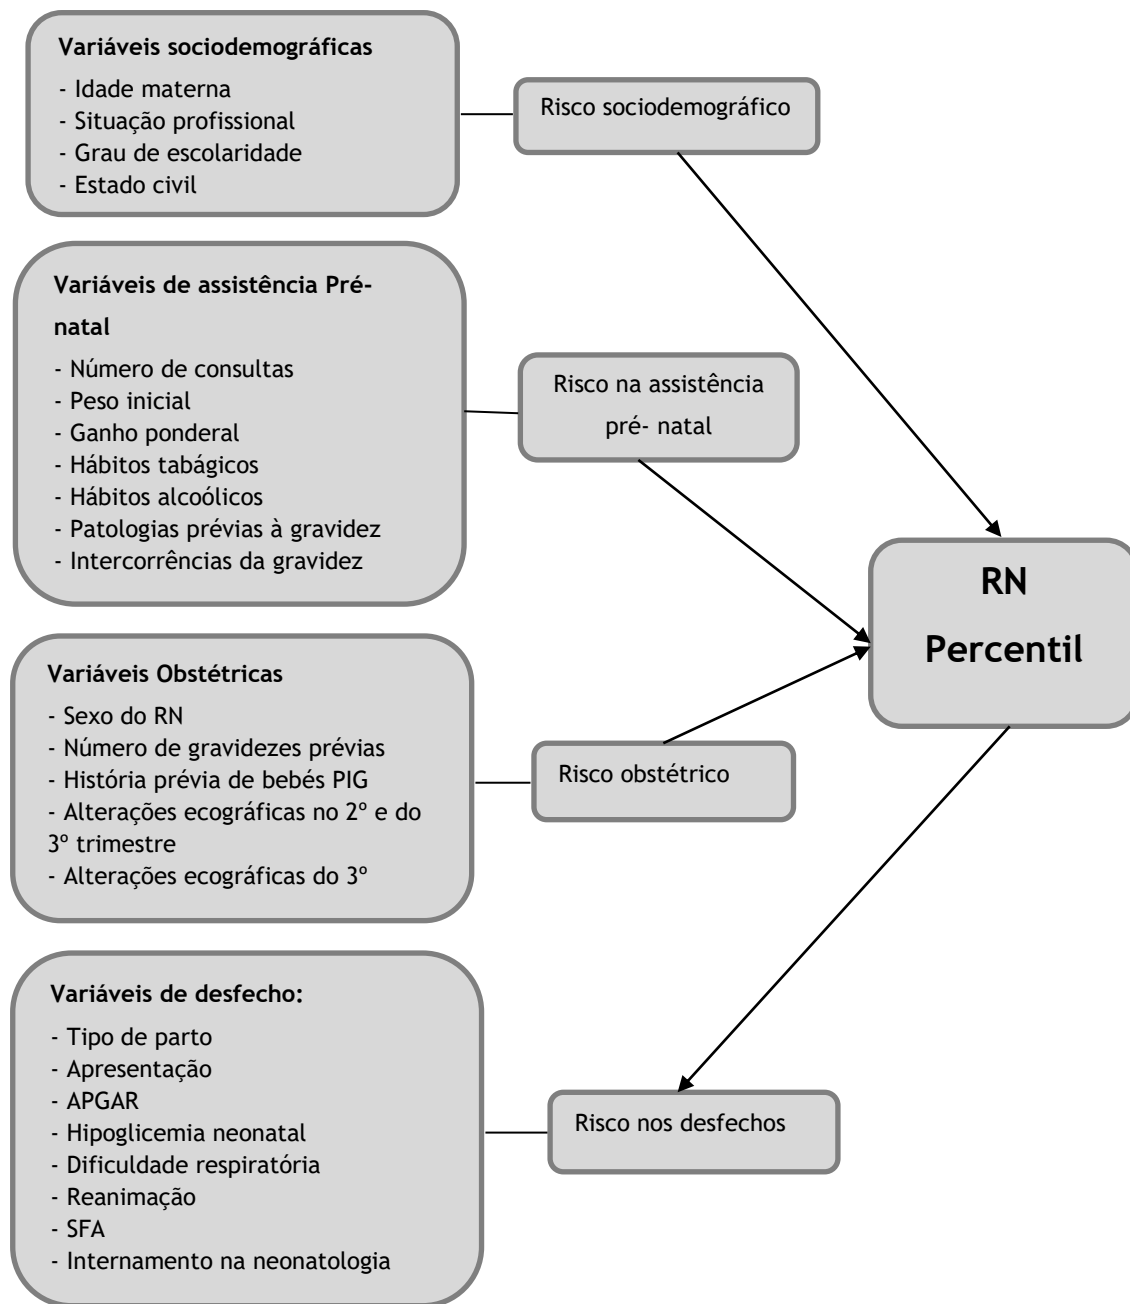 Variáveis sociodemográficas
- Idade materna
- Situação profissional
- Grau de escolaridade
- Estado civil
Risco sociodemográfico
Variáveis de assistência Pré-
natal
- Número de consultas
- Peso inicial
- Ganho ponderal
- Hábitos tabágicos
- Hábitos alcoólicos
- Patologias prévias à gravidez
- Intercorrências da gravidez
Risco na assistência
pré- natal
RN
Percentil
Variáveis Obstétricas
- Sexo do RN
- Número de gravidezes prévias
- História prévia de bebés PIG
- Alterações ecográficas no 2º e do
3º trimestre
- Alterações ecográficas do 3º
Risco obstétrico
Variáveis de desfecho:
- Tipo de parto
- Apresentação
- APGAR
- Hipoglicemia neonatal
- Dificuldade respiratória
- Reanimação
- SFA
- Internamento na neonatologia
Risco nos desfechos